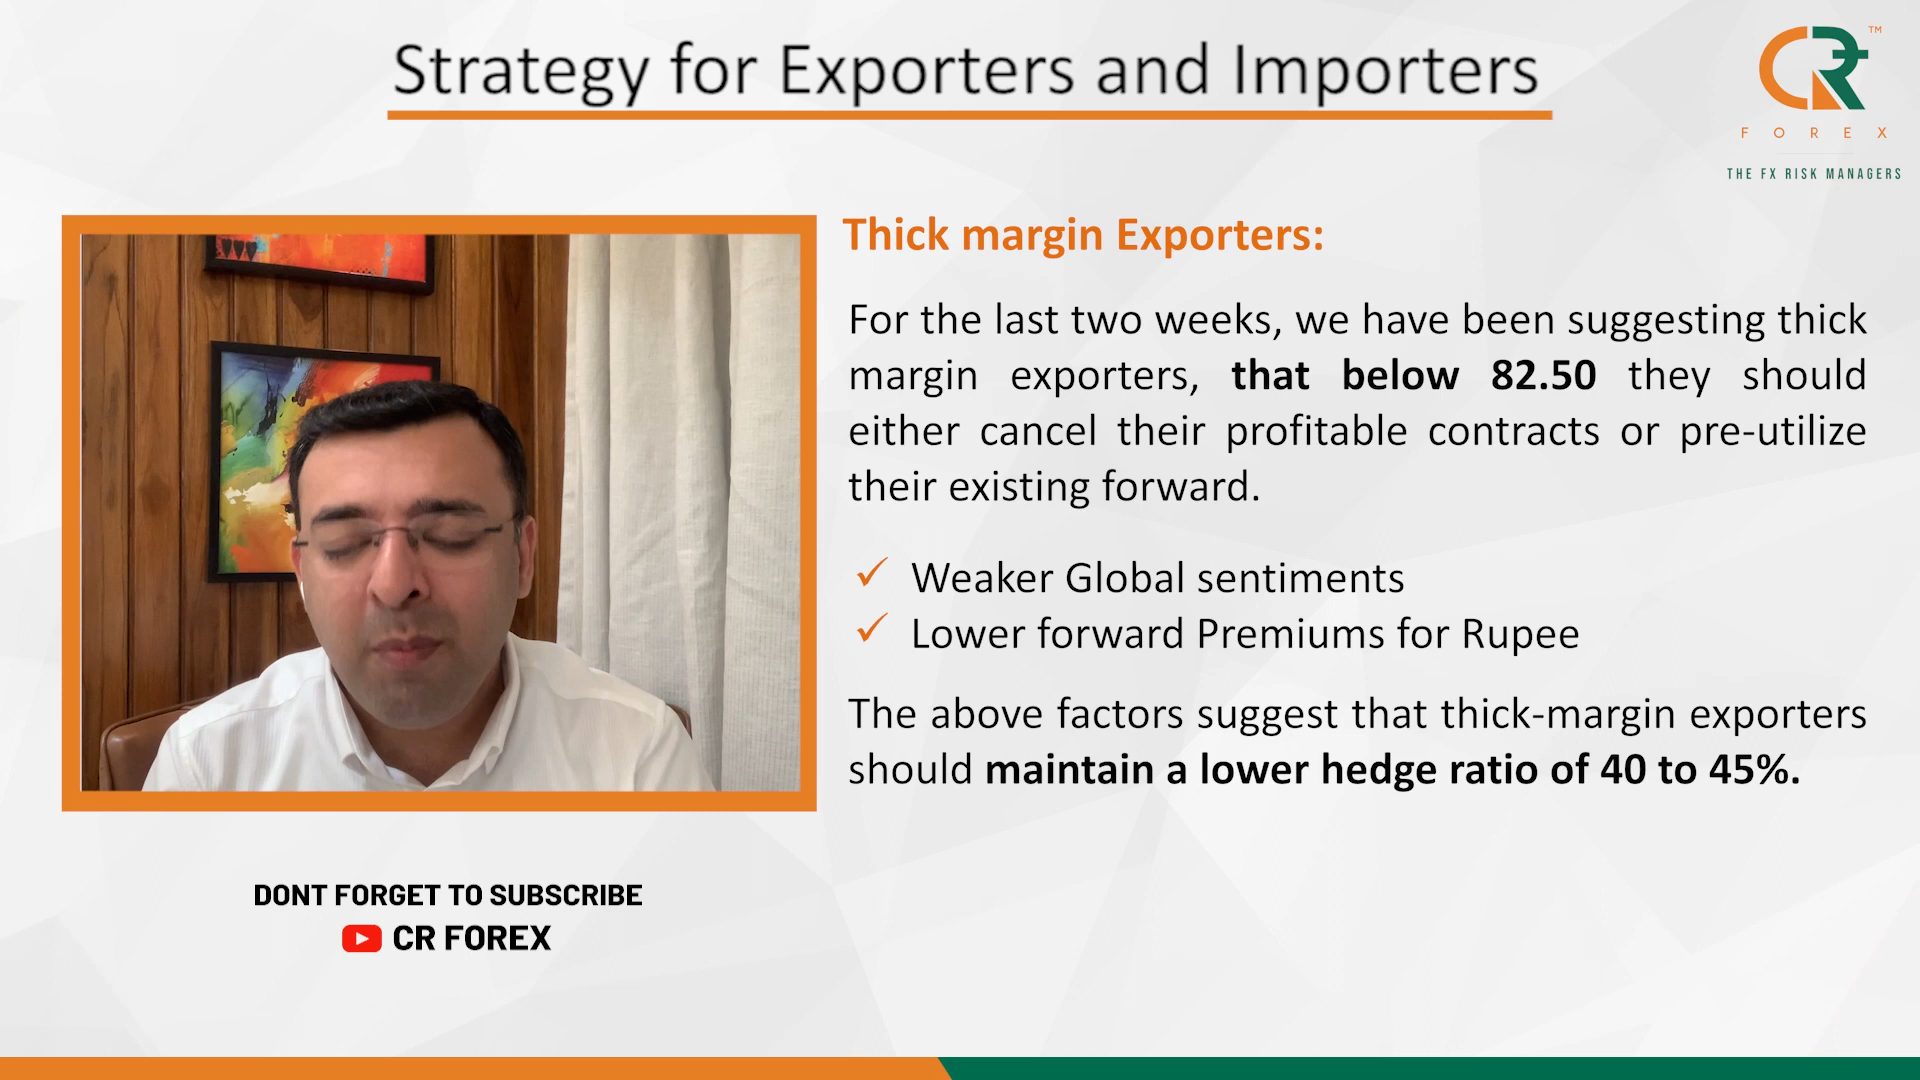 Strategy for Exporters and Importers
CR TM
FOREX
THE FX RISK MANAGERS
Thick margin Exporters:
For the last two weeks, we have been suggesting thick
margin exporters, that below 82.50 they should
either cancel their profitable contracts or pre-utilize
their existing forward.
✓ Weaker Global sentiments
✓ Lower forward Premiums for Rupee
The above factors suggest that thick-margin exporters
should maintain a lower hedge ratio of 40 to 45%.
DONT FORGET TO SUBSCRIBE
CR FOREX